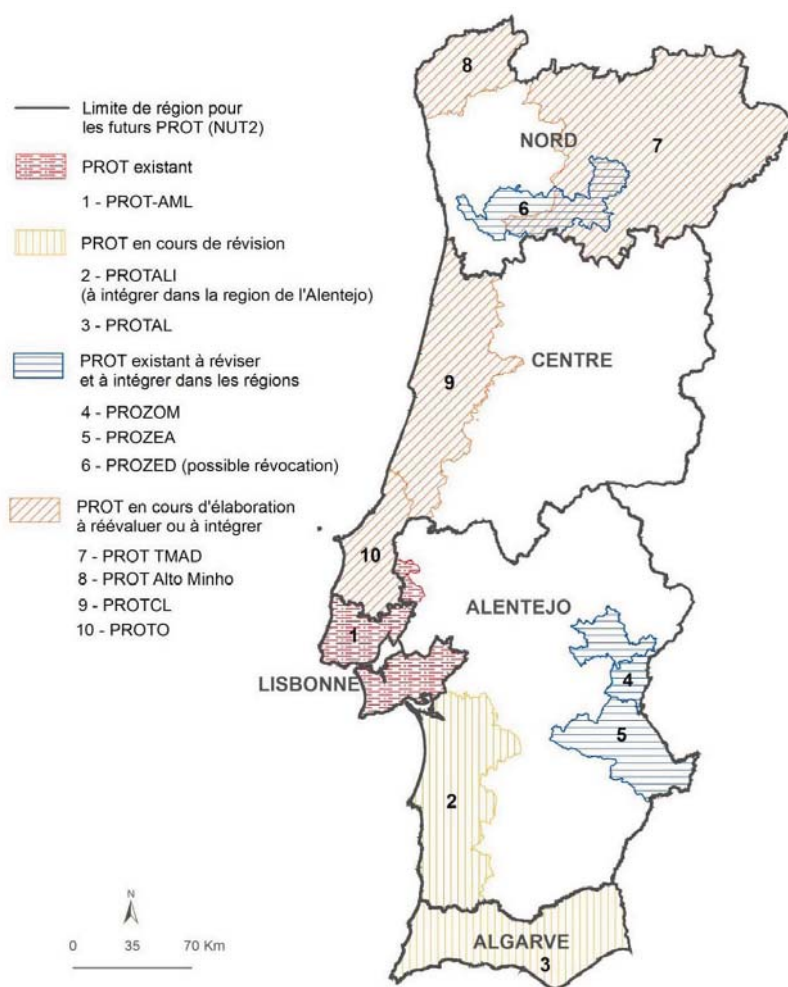 Limite de région pour
les futurs PROT (NUT2)
PROT existant
1 - PROT-AML
PROT en cours de révision
2 - PROTALI
(à intégrer dans la region de l'Alentejo)
3 - PROTAL
PROT existant à réviser
et à intégrer dans les régions
4 - PROZOM
5 - PROZEA
6 - PROZED (possible révocation)
PROT en cours d'élaboration
à réévaluer ou à intégrer
7 - PROT TMAD
8 - PROT Alto Minho
9 - PROTCL
10 - PROTO
N
0 35 70 Km
8
NORD
7
6
CENTRE
9
10
ALENTEJO
1
LISBONNE
4
5
2
ALGARVE
3